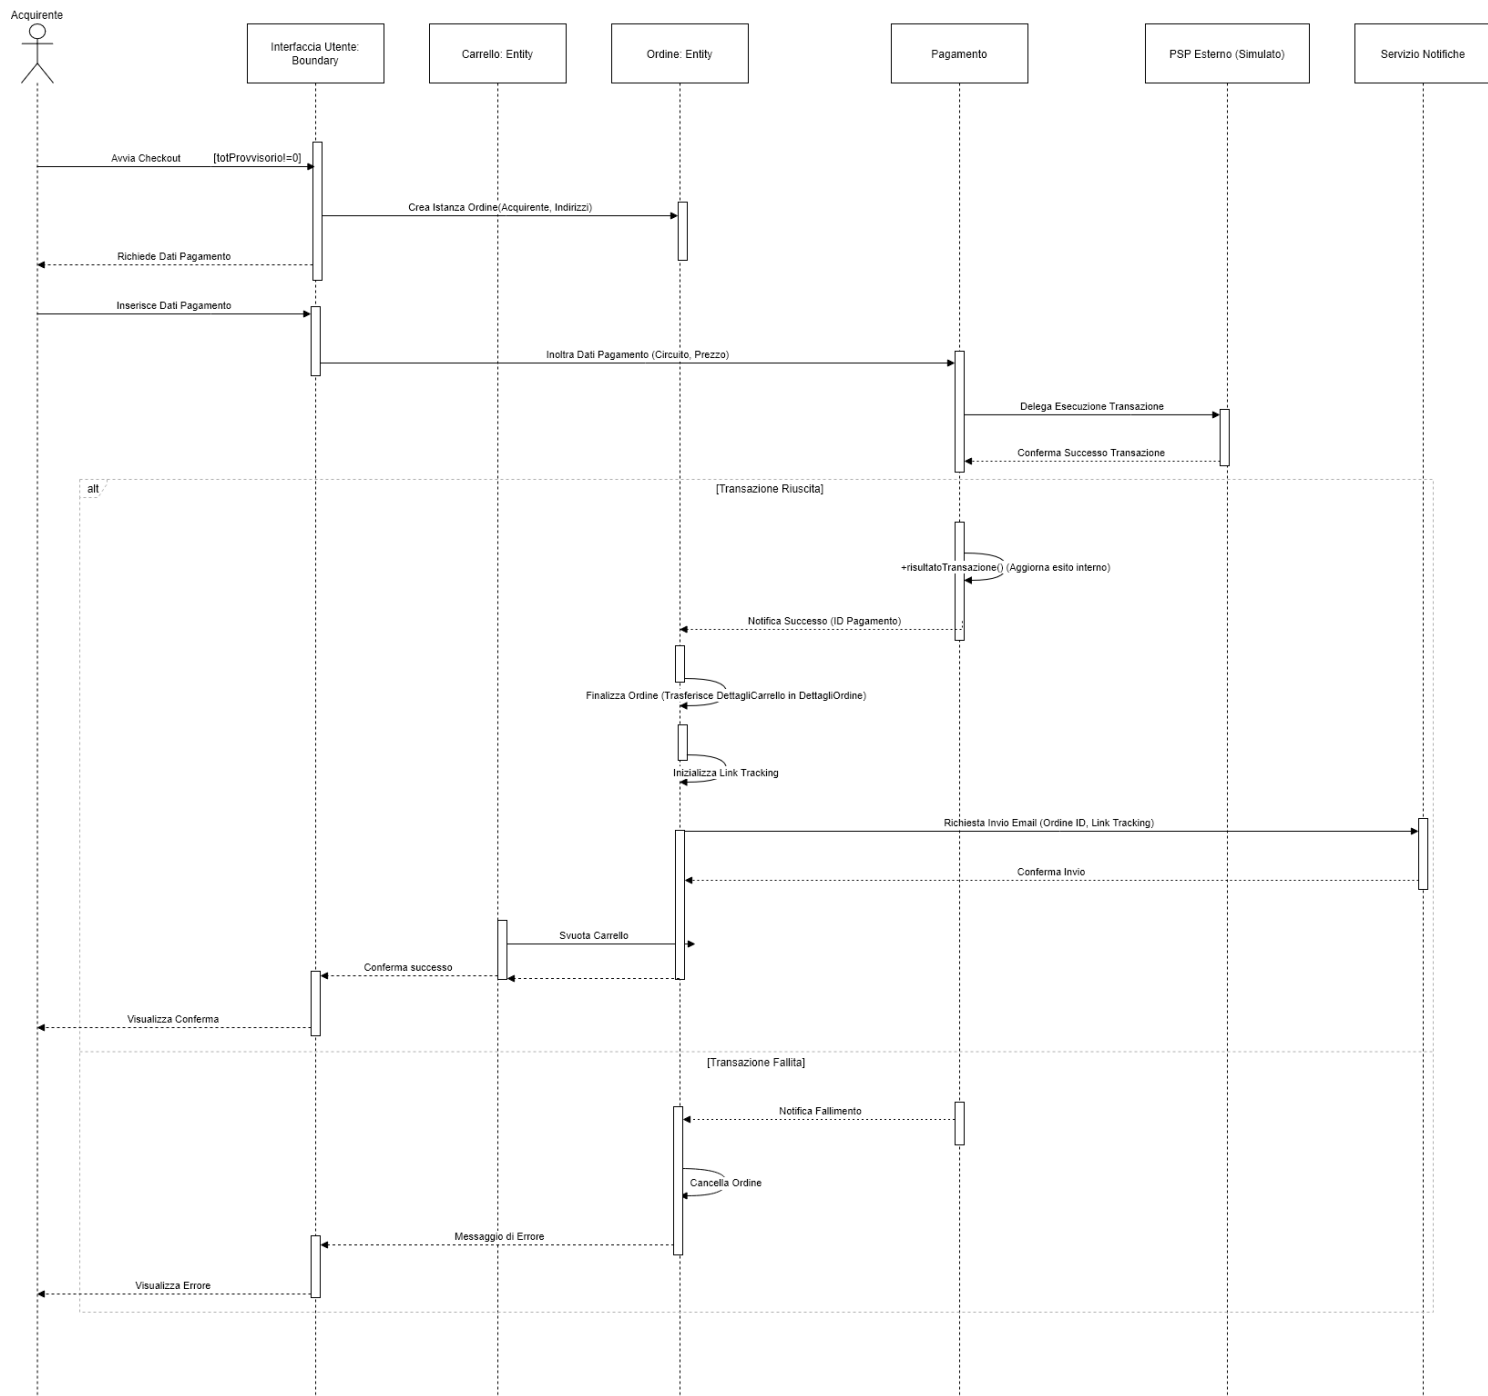 Acquirente
Interfaccia Utente:
Boundary
Carrello: Entity
Ordine: Entity
Pagamento
PSP Esterno (Simulato)
Servizio Notifiche
Avvia Checkout
[totProvvisorio!=0]
Crea Istanza Ordine(Acquirente, Indirizzi)
Richiede Dati Pagamento
Inserisce Dati Pagamento
Inoltra Dati Pagamento (Circuito, Prezzo)
Delega Esecuzione Transazione
Conferma Successo Transazione
alt
[Transazione Riuscita]
+risultatoTransazione() (Aggiorna esito interno)
Notifica Successo (ID Pagamento)
Finalizza Ordine (Trasferisce DettagliCarrello in DettagliOrdine)
Inizializza Link Tracking
Richiesta Invio Email (Ordine ID, Link Tracking)
Conferma Invio
Svuota Carrello
Conferma successo
Visualizza Conferma
[Transazione Fallita]
Notifica Fallimento
Cancella Ordine
Messaggio di Errore
Visualizza Errore